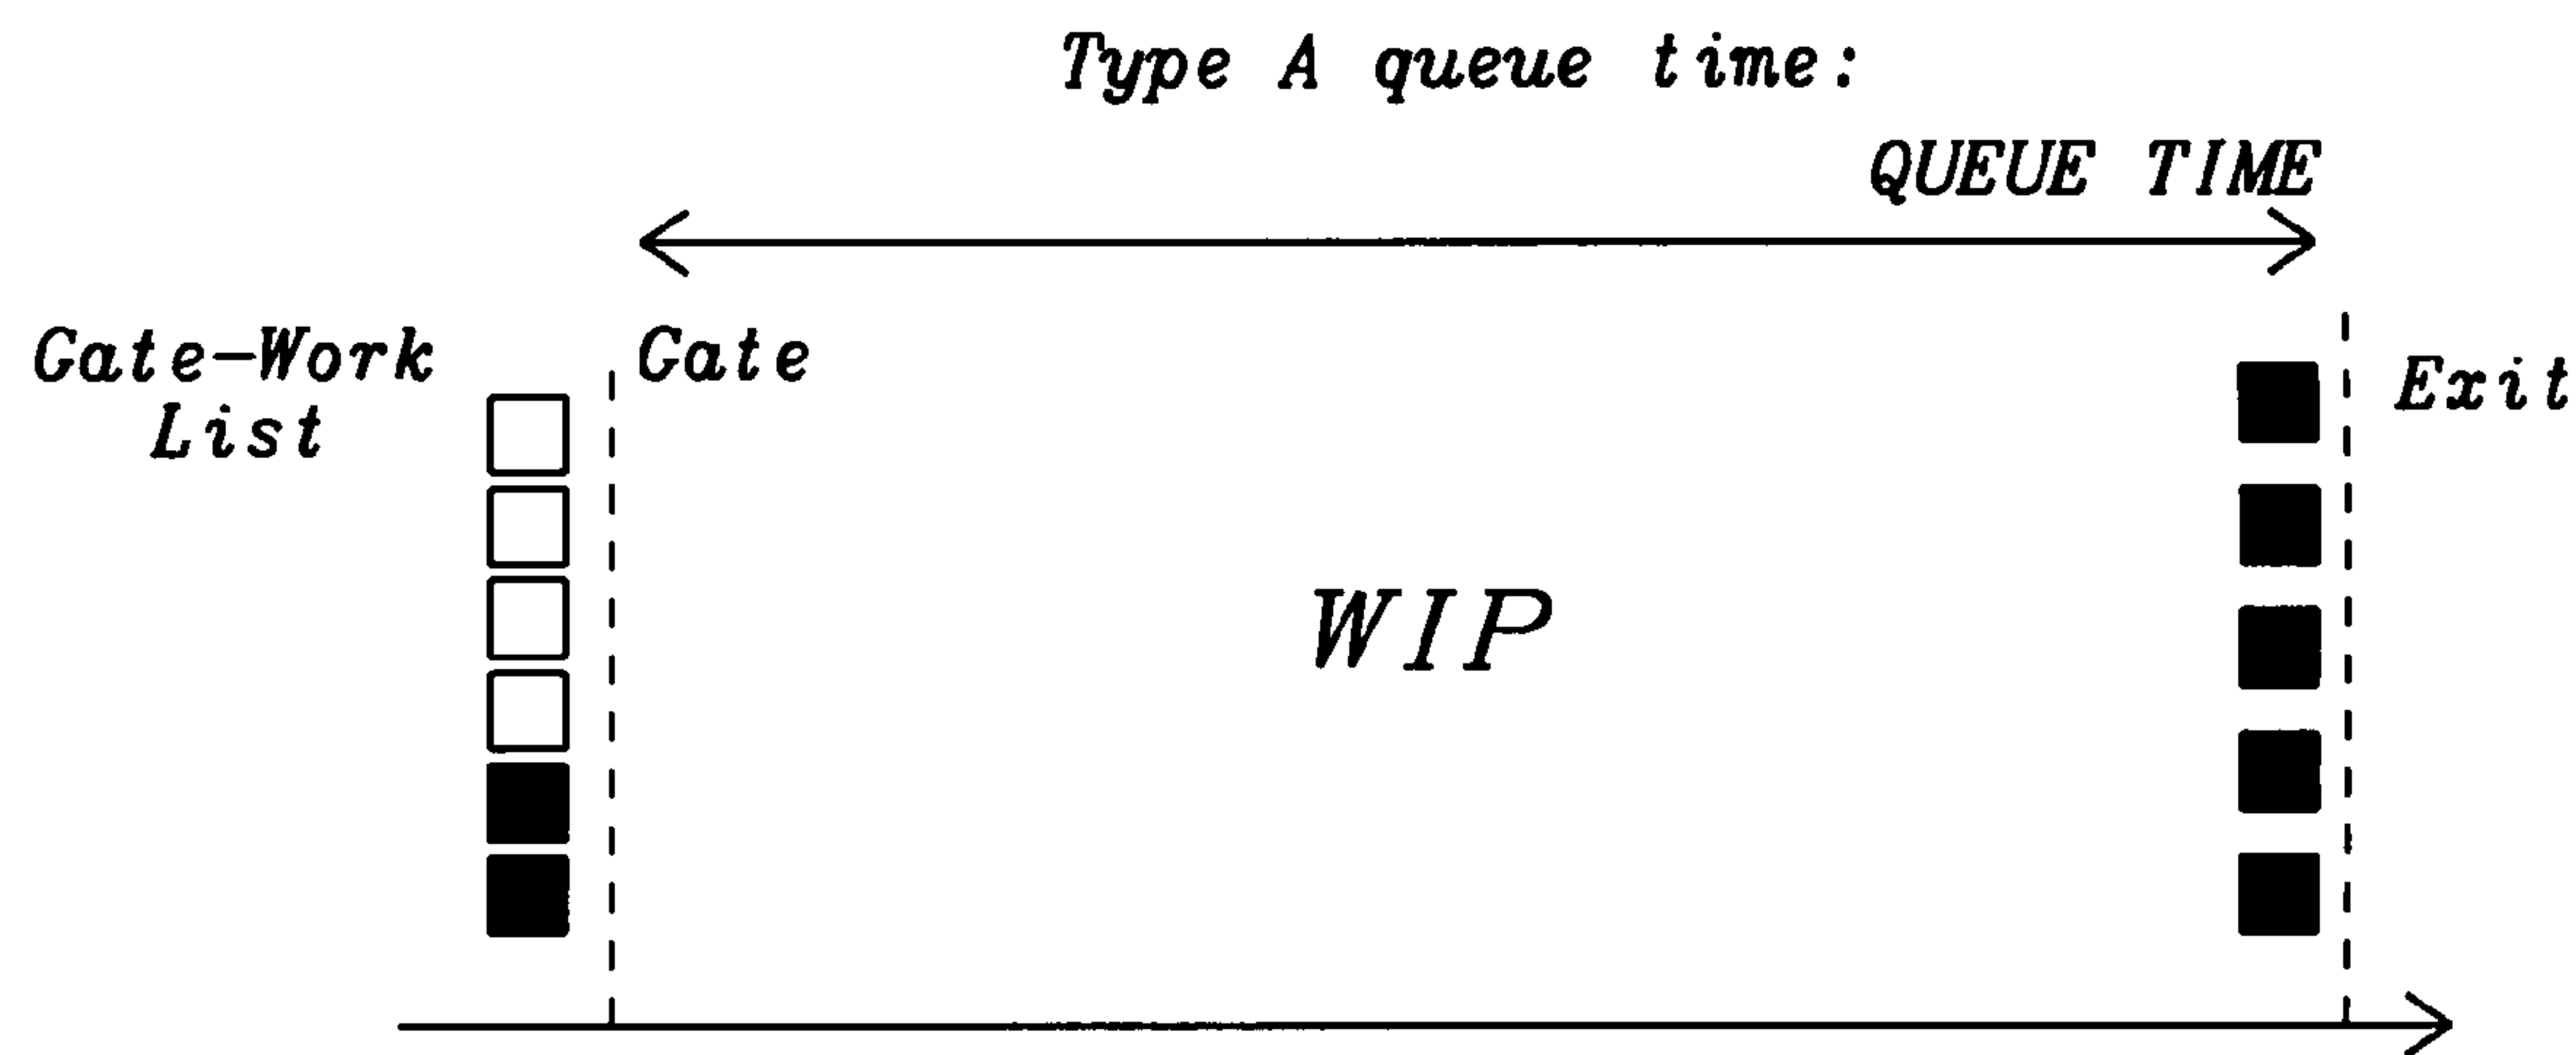 Type A queue time:
QUEUE TIME
Gate-Work
List
Gate
Exit
WIP